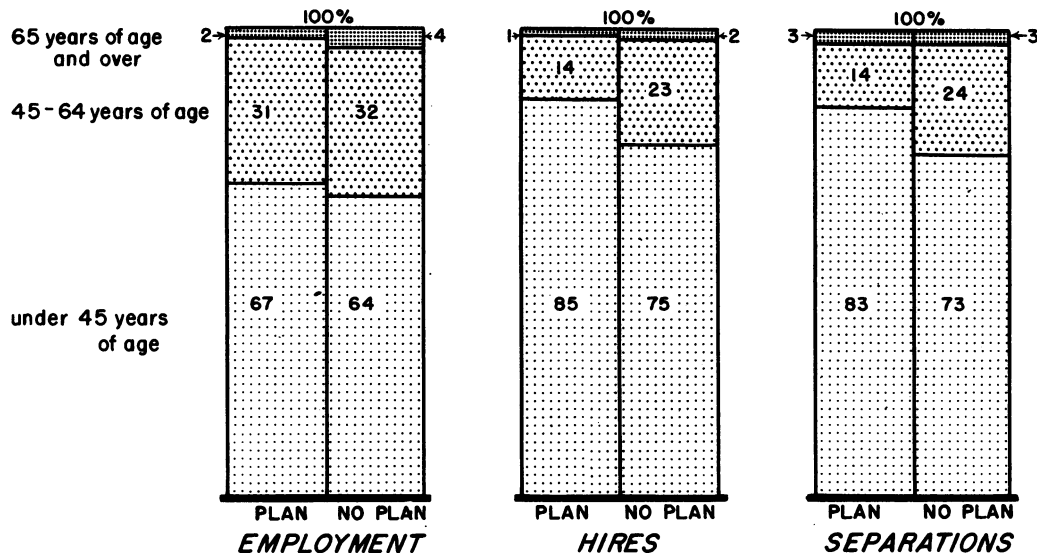 100% 100% 100%
65 years of age 2 4 1 2 3 3
and over
14 14
23 24
45-64 years of age 31 32
67 64 85 75 83 73
under 45 years
of age
PLAN NO PLAN PLAN NO PLAN PLAN NO PLAN
EMPLOYMENT HIRES SEPARATIONS